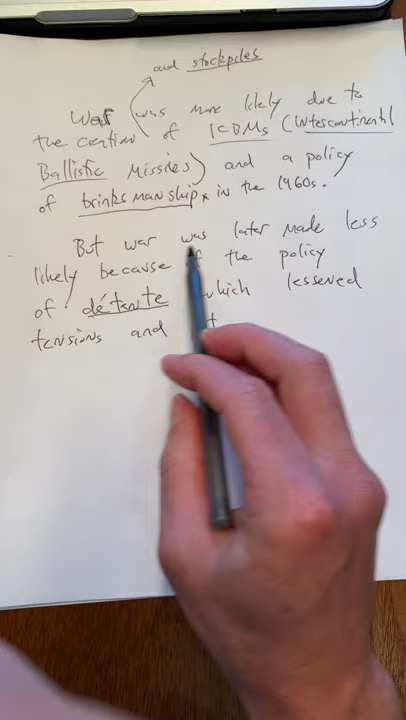 and stockpiles
War was more likely due to
the creation of ICBMs (Intercontinental
Ballistic Missiles) and a policy
of brinksmanship in the 1960s.
But war was later made less
likely because of the policy
of détente which lessened
tensions and